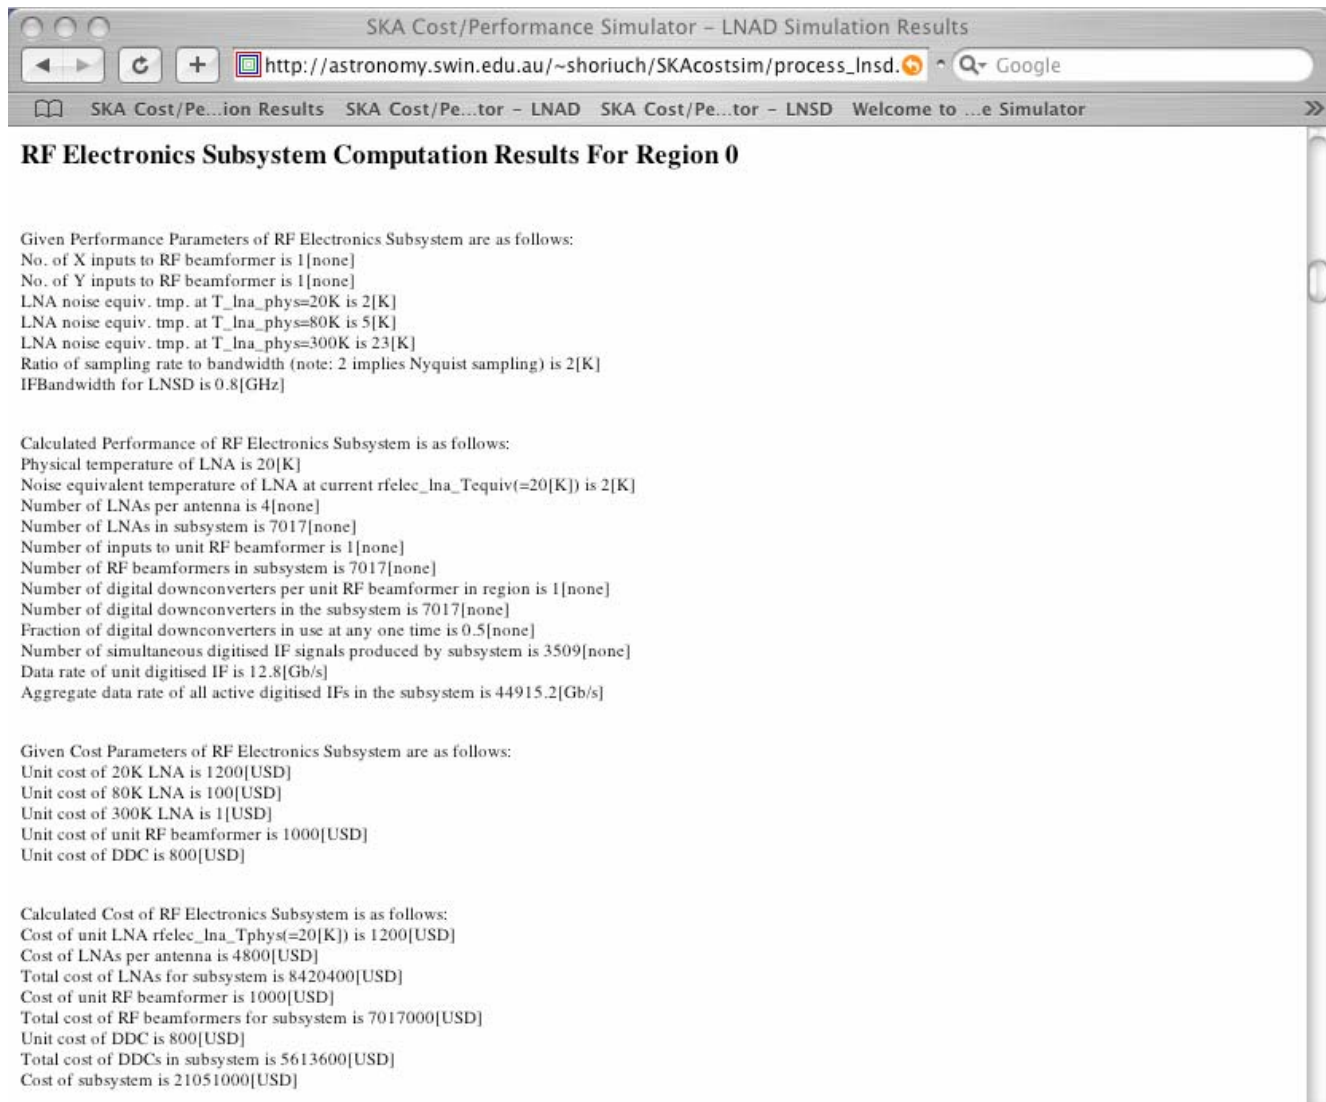 SKA Cost/Performance Simulator – LNAD Simulation Results
http://astronomy.swin.edu.au/~shoriuch/SKAcostsim/process_lnsd. Google
SKA Cost/Pe...ion Results SKA Cost/Pe...tor – LNAD SKA Cost/Pe...tor – LNSD Welcome to ...e Simulator
RF Electronics Subsystem Computation Results For Region 0
Given Performance Parameters of RF Electronics Subsystem are as follows:
No. of X inputs to RF beamformer is 1[none]
No. of Y inputs to RF beamformer is 1[none]
LNA noise equiv. tmp. at T_lna_phys=20K is 2[K]
LNA noise equiv. tmp. at T_lna_phys=80K is 5[K]
LNA noise equiv. tmp. at T_lna_phys=300K is 23[K]
Ratio of sampling rate to bandwidth (note: 2 implies Nyquist sampling) is 2[K]
IFBandwidth for LNSD is 0.8[GHz]
Calculated Performance of RF Electronics Subsystem is as follows:
Physical temperature of LNA is 20[K]
Noise equivalent temperature of LNA at current rfelec_lna_Tequiv(=20[K]) is 2[K]
Number of LNAs per antenna is 4[none]
Number of LNAs in subsystem is 7017[none]
Number of inputs to unit RF beamformer is 1[none]
Number of RF beamformers in subsystem is 7017[none]
Number of digital downconverters per unit RF beamformer in region is 1[none]
Number of digital downconverters in the subsystem is 7017[none]
Fraction of digital downconverters in use at any one time is 0.5[none]
Number of simultaneous digitised IF signals produced by subsystem is 3509[none]
Data rate of unit digitised IF is 12.8[Gb/s]
Aggregate data rate of all active digitised IFs in the subsystem is 44915.2[Gb/s]
Given Cost Parameters of RF Electronics Subsystem are as follows:
Unit cost of 20K LNA is 1200[USD]
Unit cost of 80K LNA is 100[USD]
Unit cost of 300K LNA is 1[USD]
Unit cost of unit RF beamformer is 1000[USD]
Unit cost of DDC is 800[USD]
Calculated Cost of RF Electronics Subsystem is as follows:
Cost of unit LNA rfelec_lna_Tphys(=20[K]) is 1200[USD]
Cost of LNAs per antenna is 4800[USD]
Total cost of LNAs for subsystem is 8420400[USD]
Cost of unit RF beamformer is 1000[USD]
Total cost of RF beamformers for subsystem is 7017000[USD]
Unit cost of DDC is 800[USD]
Total cost of DDCs in subsystem is 5613600[USD]
Cost of subsystem is 21051000[USD]